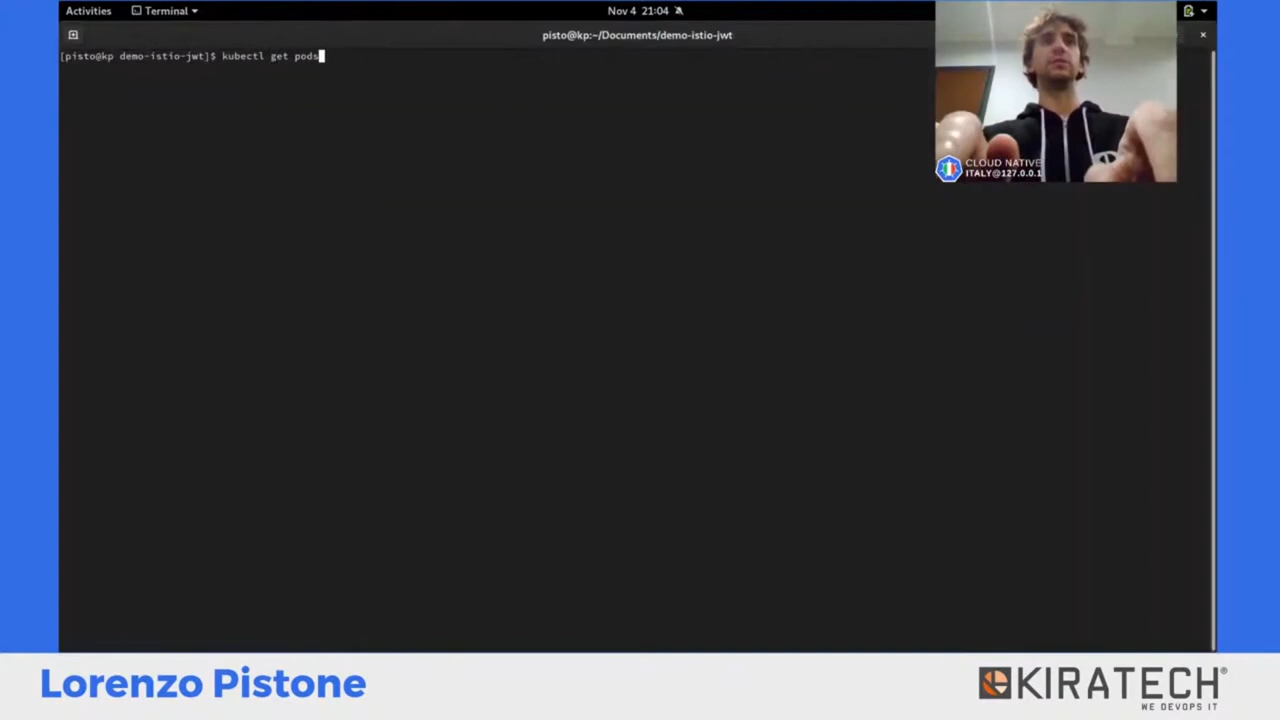 Activities
Terminal
Nov 4 21:04
pisto@kp:~/Documents/demo-istio-jwt
[pisto@kp demo-istio-jwt]$ kubectl get pods
CLOUD NATIVE
ITALY@127.0.0.1
Lorenzo Pistone
KIRATECH®
WE DEVOPS IT